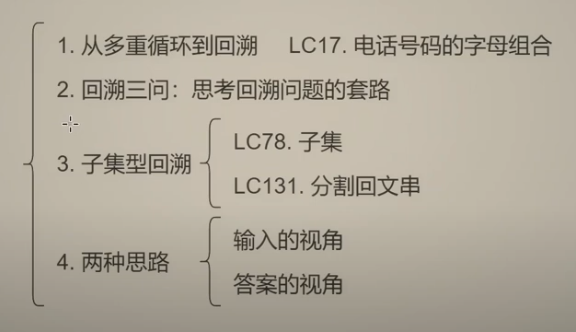 1. 从多重循环到回溯 LC17. 电话号码的字母组合
2. 回溯三问：思考回溯问题的套路
3. 子集型回溯
LC78. 子集
LC131. 分割回文串
4. 两种思路
输入的视角
答案的视角